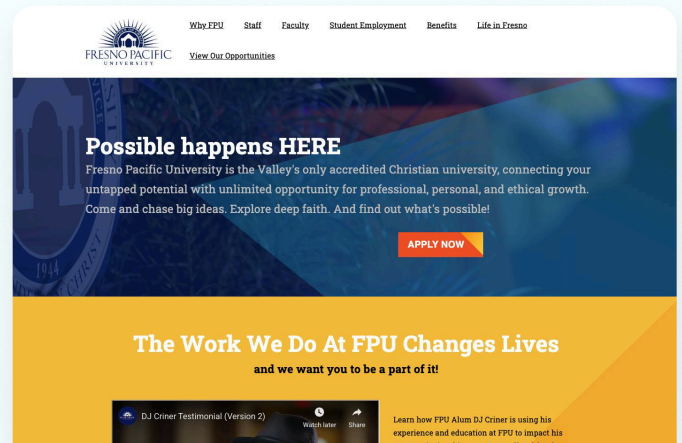 Why FPU Staff Faculty Student Employment Benefits Life in Fresno
FRESNO PACIFIC
UNIVERSITY
View Our Opportunities
Possible happens HERE
Fresno Pacific University is the Valley's only accredited Christian university, connecting your
untapped potential with unlimited opportunity for professional, personal, and ethical growth.
Come and chase big ideas. Explore deep faith. And find out what's possible!
APPLY NOW
1944
The Work We Do At FPU Changes Lives
and we want you to be a part of it!
DJ Criner Testimonial (Version 2)
Watch later Share
Learn how FPU Alum DJ Criner is using his
experience and education at FPU to impact his